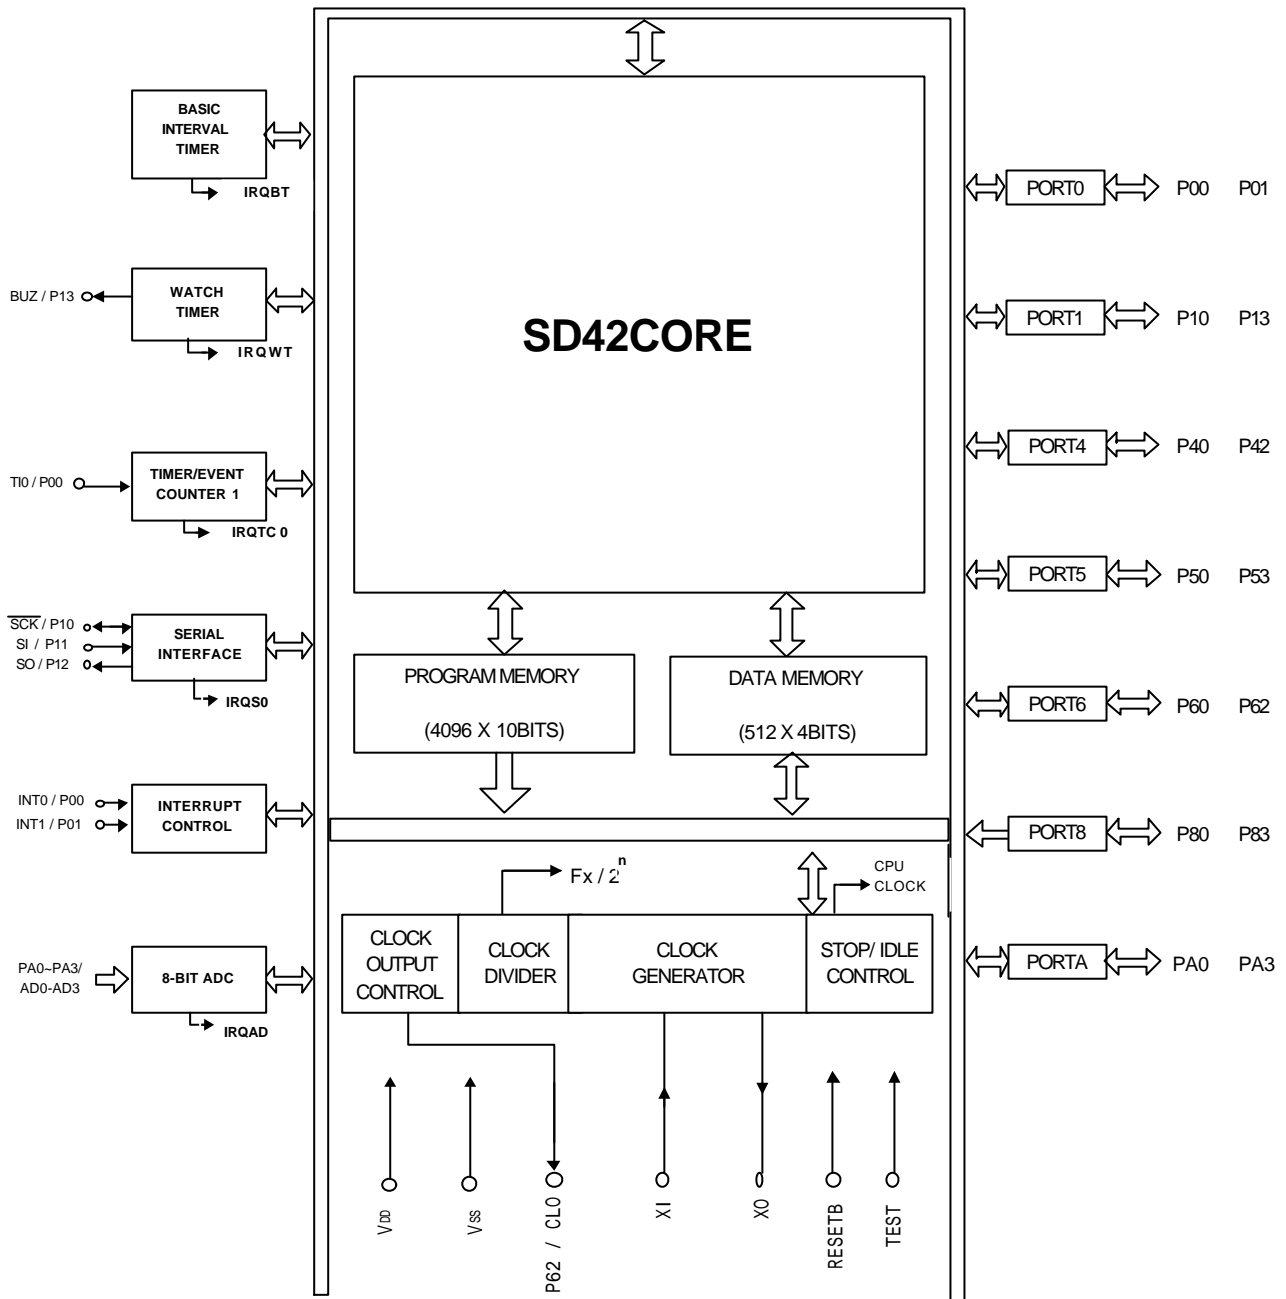 BASIC
INTERVAL
TIMER
IRQBT
BUZ / P13
WATCH
TIMER
IRQWT
TI0 / P00
TIMER/EVENT
COUNTER 1
IRQTC 0
SCK / P10
SI / P11
SO / P12
SERIAL
INTERFACE
IRQS0
INT0 / P00
INT1 / P01
INTERRUPT
CONTROL
PA0~PA3/
AD0-AD3
8-BIT ADC
IRQAD
SD42CORE
PROGRAM MEMORY
(4096 X 10BITS)
DATA MEMORY
(512 X 4BITS)
Fx / 2ⁿ
CPU
CLOCK
CLOCK
OUTPUT
CONTROL
CLOCK
DIVIDER
CLOCK
GENERATOR
STOP/ IDLE
CONTROL
VDD
VSS
P62 / CLO
XI
XO
RESETB
TEST
PORT0 P00 P01
PORT1 P10 P13
PORT4 P40 P42
PORT5 P50 P53
PORT6 P60 P62
PORT8 P80 P83
PORTA PA0 PA3